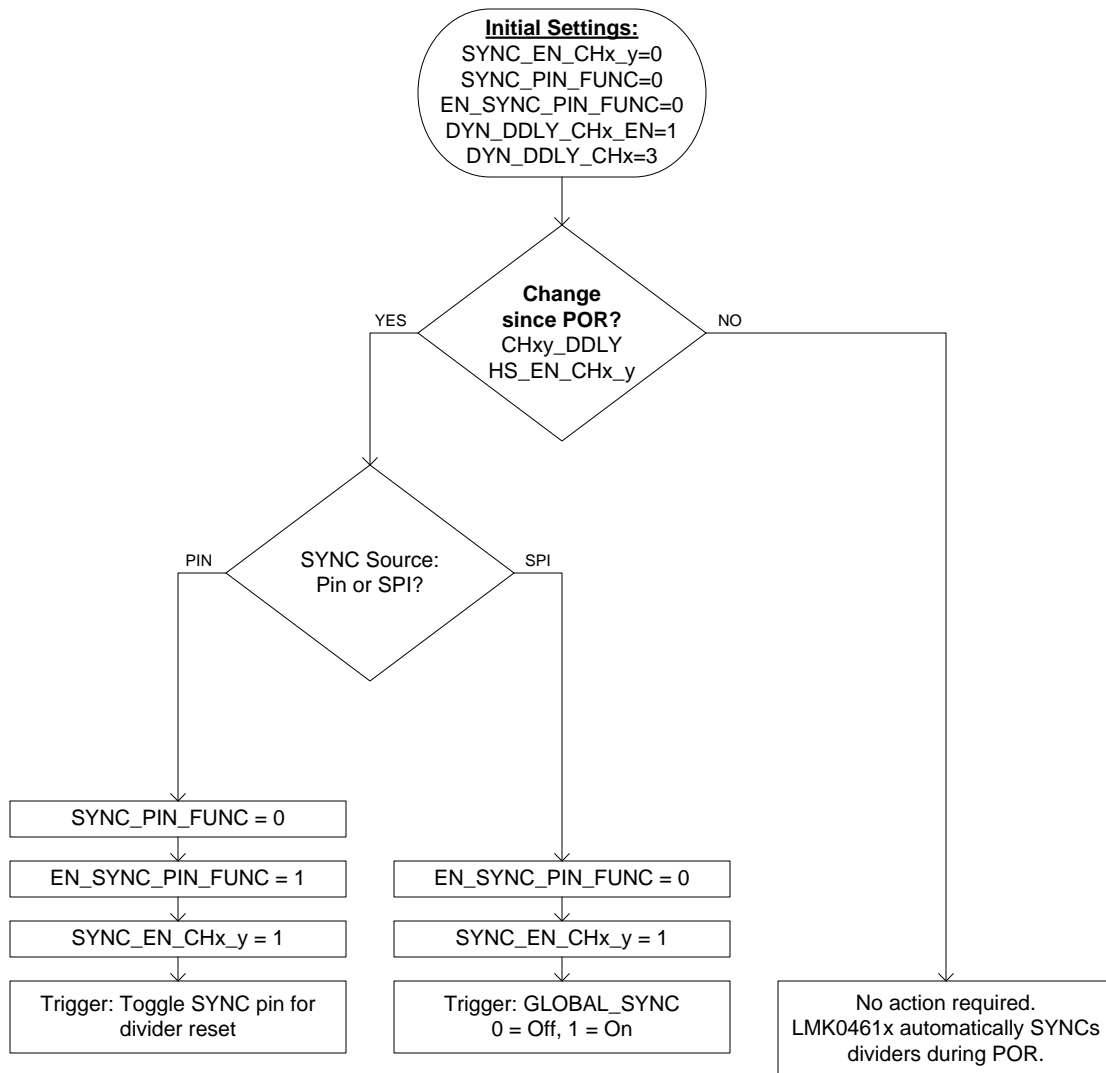 Initial Settings:
SYNC_EN_CHx_y=0
SYNC_PIN_FUNC=0
EN_SYNC_PIN_FUNC=0
DYN_DDLY_CHx_EN=1
DYN_DDLY_CHx=3
Change
since POR?
CHxy_DDLY
HS_EN_CHx_y
YES
NO
SYNC Source:
Pin or SPI?
PIN
SPI
SYNC_PIN_FUNC = 0
EN_SYNC_PIN_FUNC = 1
SYNC_EN_CHx_y = 1
Trigger: Toggle SYNC pin for
divider reset
EN_SYNC_PIN_FUNC = 0
SYNC_EN_CHx_y = 1
Trigger: GLOBAL_SYNC
0 = Off, 1 = On
No action required.
LMK0461x automatically SYNCs
dividers during POR.